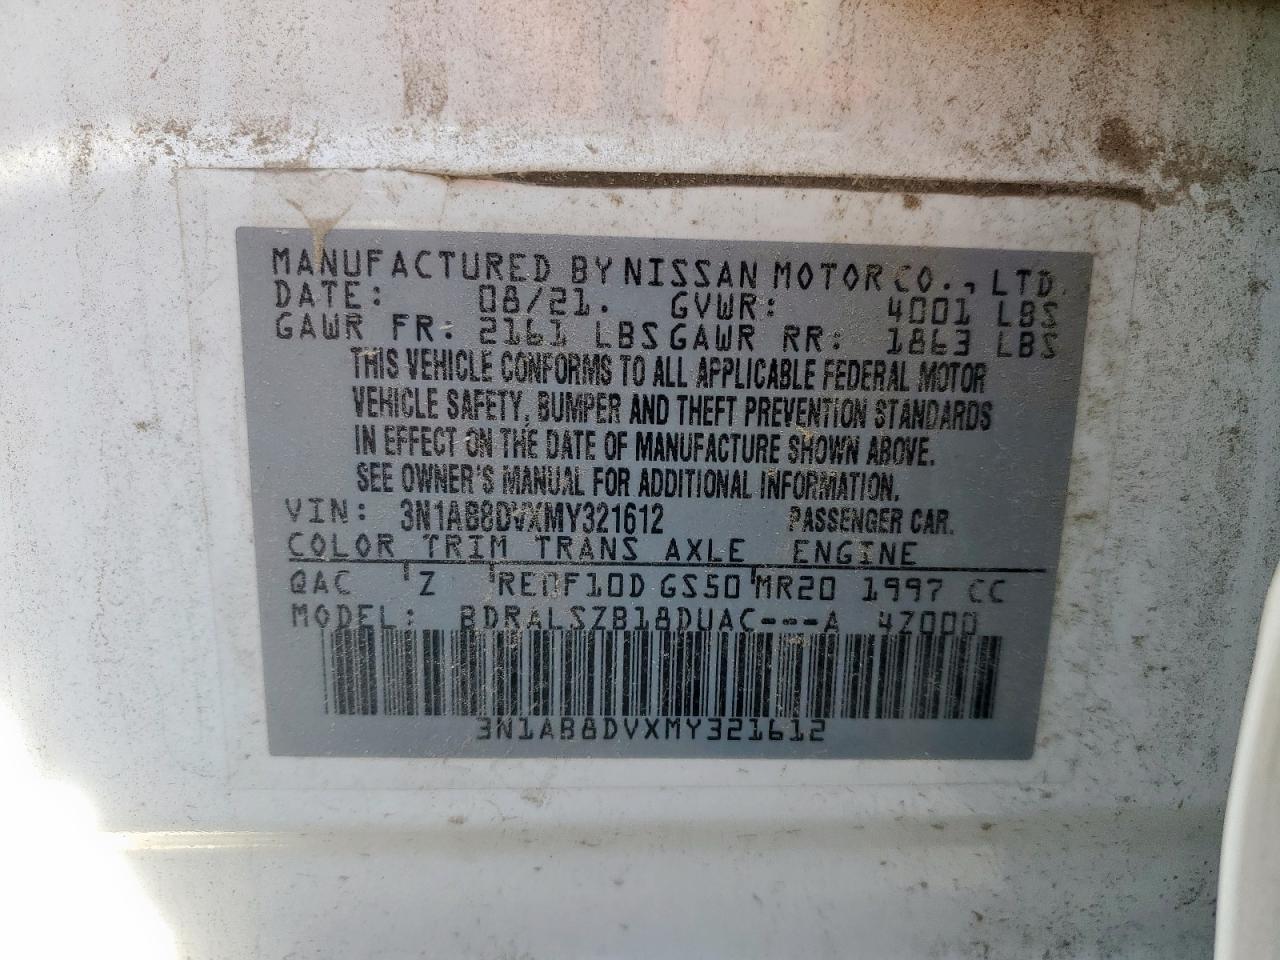 MANUFACTURED BY NISSAN MOTOR CO., LTD.
DATE: 08/21. GVWR: 4001 LBS
GAWR FR: 2161 LBS GAWR RR: 1863 LBS
THIS VEHICLE CONFORMS TO ALL APPLICABLE FEDERAL MOTOR
VEHICLE SAFETY, BUMPER AND THEFT PREVENTION STANDARDS
IN EFFECT ON THE DATE OF MANUFACTURE SHOWN ABOVE.
SEE OWNER'S MANUAL FOR ADDITIONAL INFORMATION.
VIN: 3N1AB8DVXMY321612 PASSENGER CAR.
COLOR TRIM TRANS AXLE ENGINE
QAC Z RE0F10D GS50 MR20 1997 CC
MODEL: BDRALSZB18DUAC---A 4Z000
3N1AB8DVXMY321612